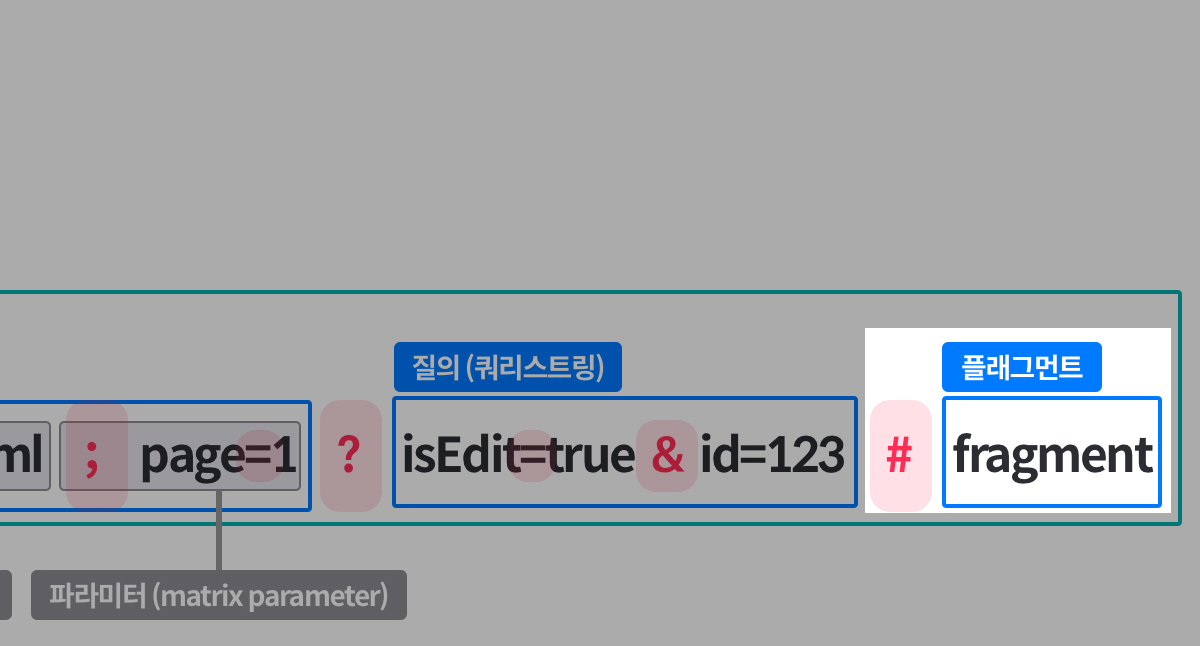 질의 (쿼리스트링)
플래그먼트
ml ; page=1 ? isEdit=true & id=123 # fragment
파라미터 (matrix parameter)